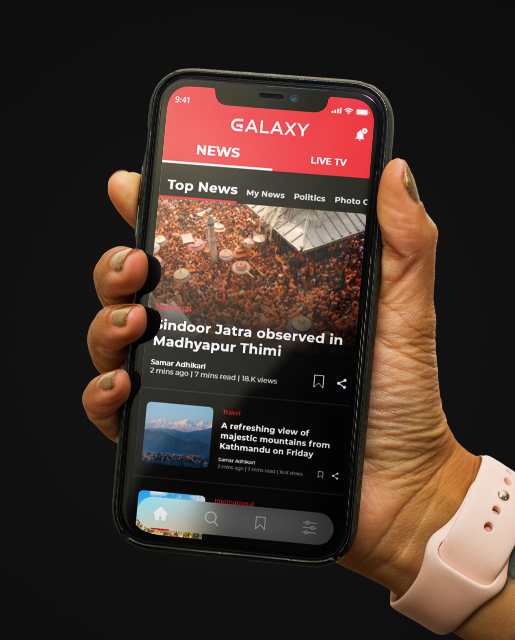 9:41
GALAXY
NEWS
LIVE TV
Top News
My News
Politics
Photo
Sindoor Jatra observed in
Madhyapur Thimi
Samar Adhikari
2 mins ago | 7 mins read | 18.K views
Travel
A refreshing view of
majestic mountains from
Kathmandu on Friday
Samar Adhikari
2 mins ago | 7 mins read | 18.K views
International